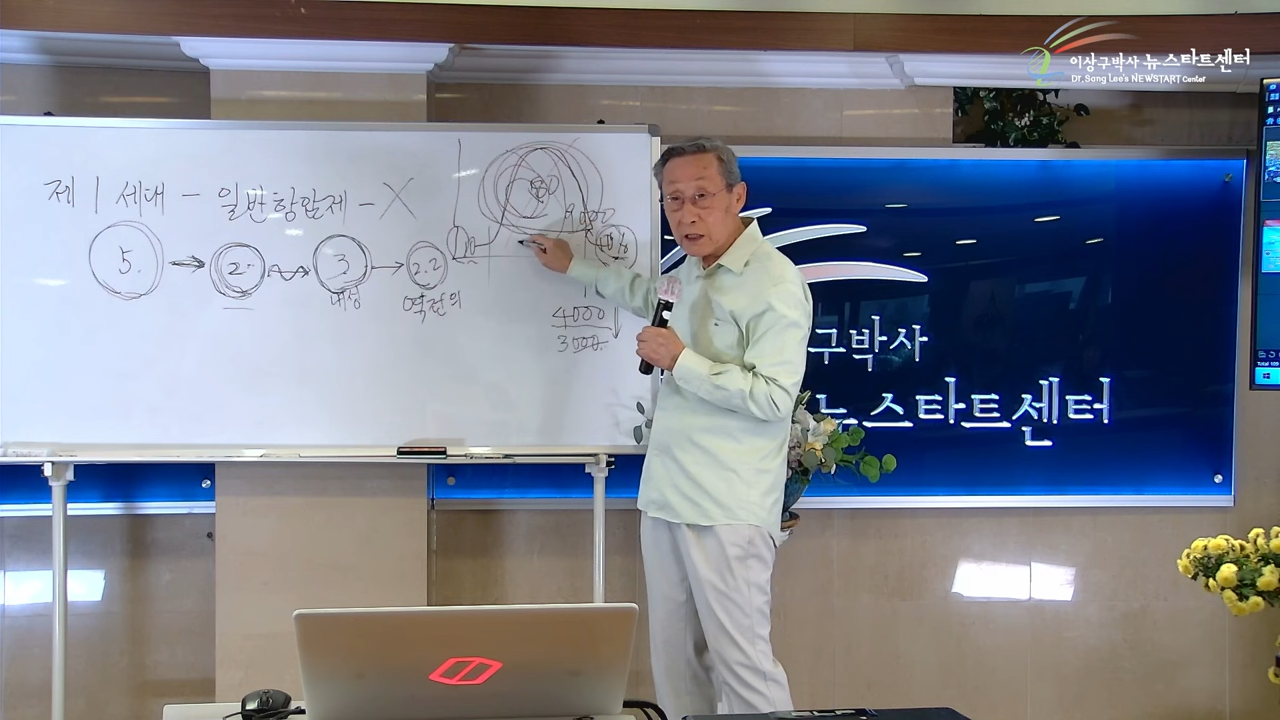 이상구박사 뉴스타트센터
Dr. Sang Lee's NEWSTART Center
제 1 세대 - 일반항암제 - X
5. → 2. → 3 → 2.2
내성
역전의
40%
4000
3000.
구박사
뉴스타트센터